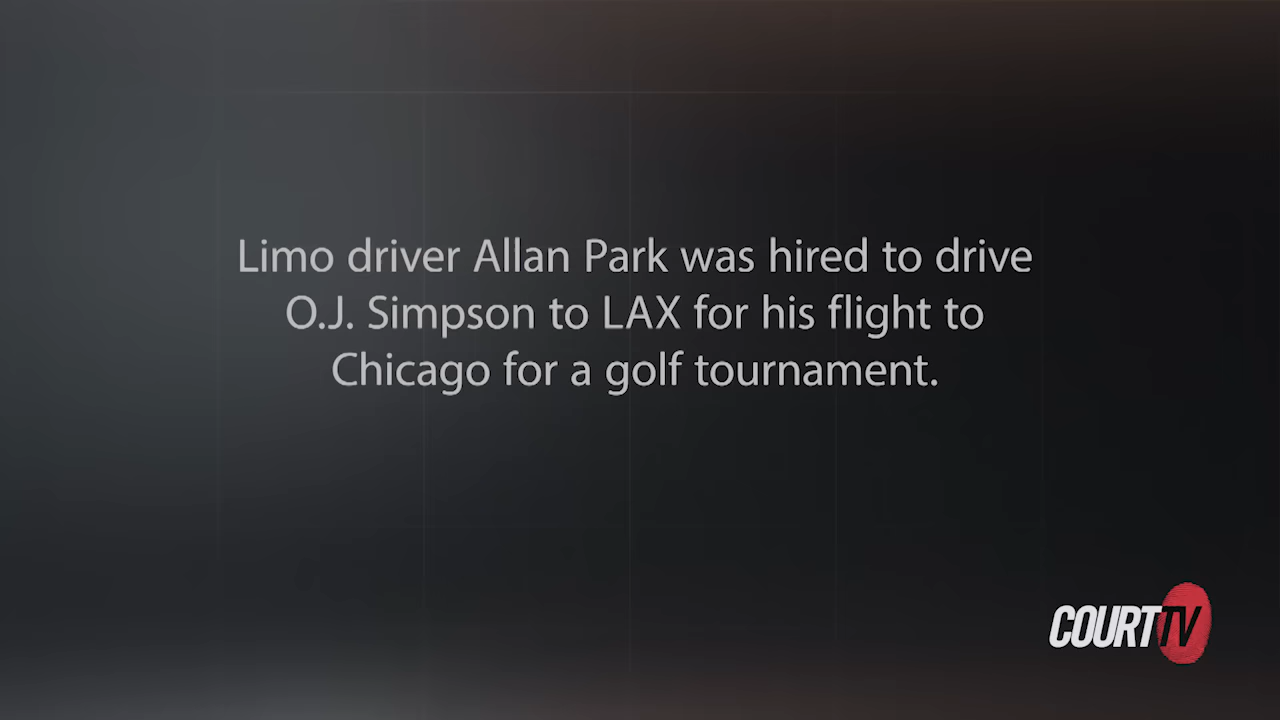 Limo driver Allan Park was hired to drive
O.J. Simpson to LAX for his flight to
Chicago for a golf tournament.
COURT TV